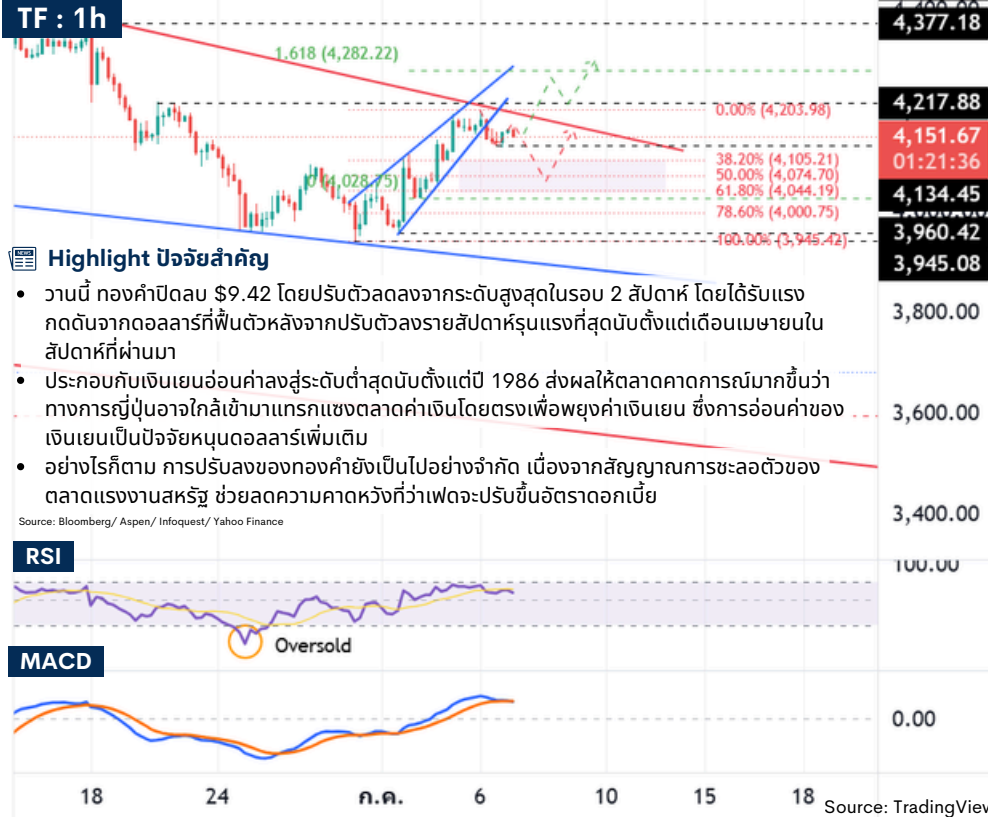 TF : 1h
4,377.18
1.618 (4,282.22)
4,217.88
0.00% (4,203.98)
4,151.67
01:21:36
38.20% (4,105.21)
50.00% (4,074.70)
61.80% (4,044.19)
4,134.45
78.60% (4,000.75)
3,960.42
100.00% (3,945.42)
3,945.08
Highlight ปัจจัยสำคัญ
วานนี้ ทองคำปิดลบ $9.42 โดยปรับตัวลดลงจากระดับสูงสุดในรอบ 2 สัปดาห์ โดยได้รับแรง
3,800.00
กดดันจากดอลลาร์ที่ฟื้นตัวหลังจากปรับตัวลงรายสัปดาห์รุนแรงที่สุดนับตั้งแต่เดือนเมษายนใน
สัปดาห์ที่ผ่านมา
ประกอบกับเงินเยนอ่อนค่าลงสู่ระดับต่ำสุดนับตั้งแต่ปี 1986 ส่งผลให้ตลาดคาดการณ์มากขึ้นว่า
ทางการญี่ปุ่นอาจใกล้เข้ามาแทรกแซงตลาดค่าเงินโดยตรงเพื่อพยุงค่าเงินเยน ซึ่งการอ่อนค่าของ
3,600.00
เงินเยนเป็นปัจจัยหนุนดอลลาร์เพิ่มเติม
อย่างไรก็ตาม การปรับลงของทองคำยังเป็นไปอย่างจำกัด เนื่องจากสัญญาณการชะลอตัวของ
ตลาดแรงงานสหรัฐ ช่วยลดความคาดหวังที่ว่าเฟดจะปรับขึ้นอัตราดอกเบี้ย
3,400.00
Source: Bloomberg/ Aspen/ Infoquest/ Yahoo Finance
RSI
100.00
Oversold
MACD
0.00
18 24 ก.ค. 6 10 15 18
Source: TradingView